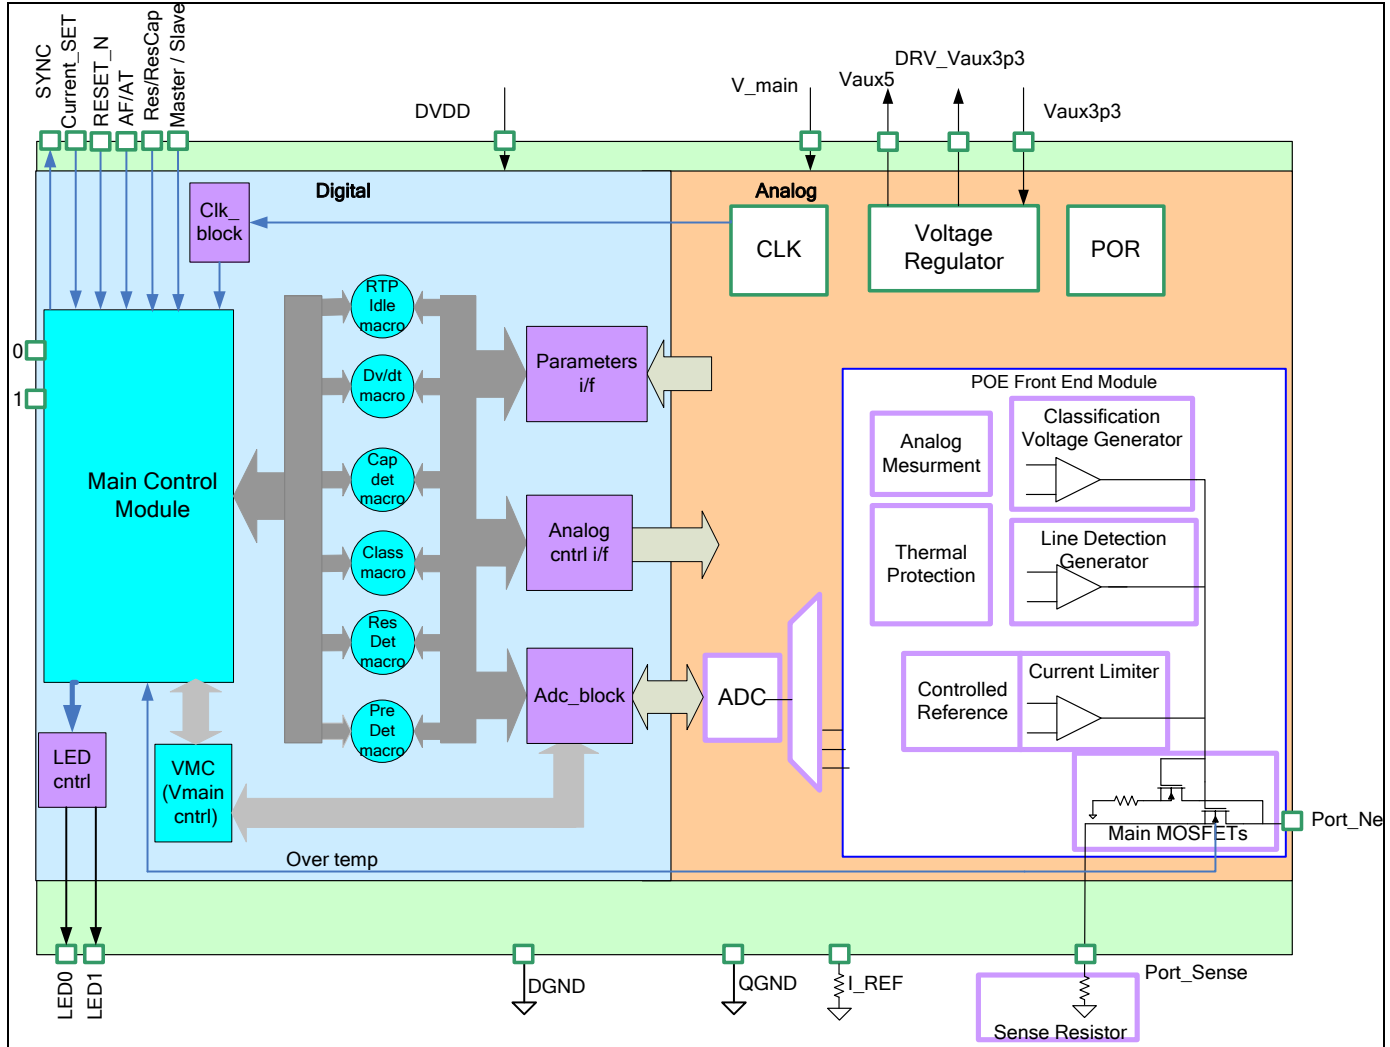 SYNC
Current_SET
RESET_N
AF/AT
Res/ResCap
Master / Slave
DVDD
V_main
Vaux5
DRV_Vaux3p3
Vaux3p3
Digital
Analog
Clk_
block
CLK
Voltage
Regulator
POR
0
1
Main Control
Module
RTP
Idle
macro
Dv/dt
macro
Cap
det
macro
Class
macro
Res
Det
macro
Pre
Det
macro
Parameters
i/f
Analog
cntrl i/f
Adc_block
ADC
POE Front End Module
Analog
Mesurment
Classification
Voltage Generator
Thermal
Protection
Line Detection
Generator
Controlled
Reference
Current Limiter
Main MOSFETs
Port_Ne
LED
cntrl
VMC
(Vmain
cntrl)
Over temp
LED0
LED1
DGND
QGND
I_REF
Port_Sense
Sense Resistor